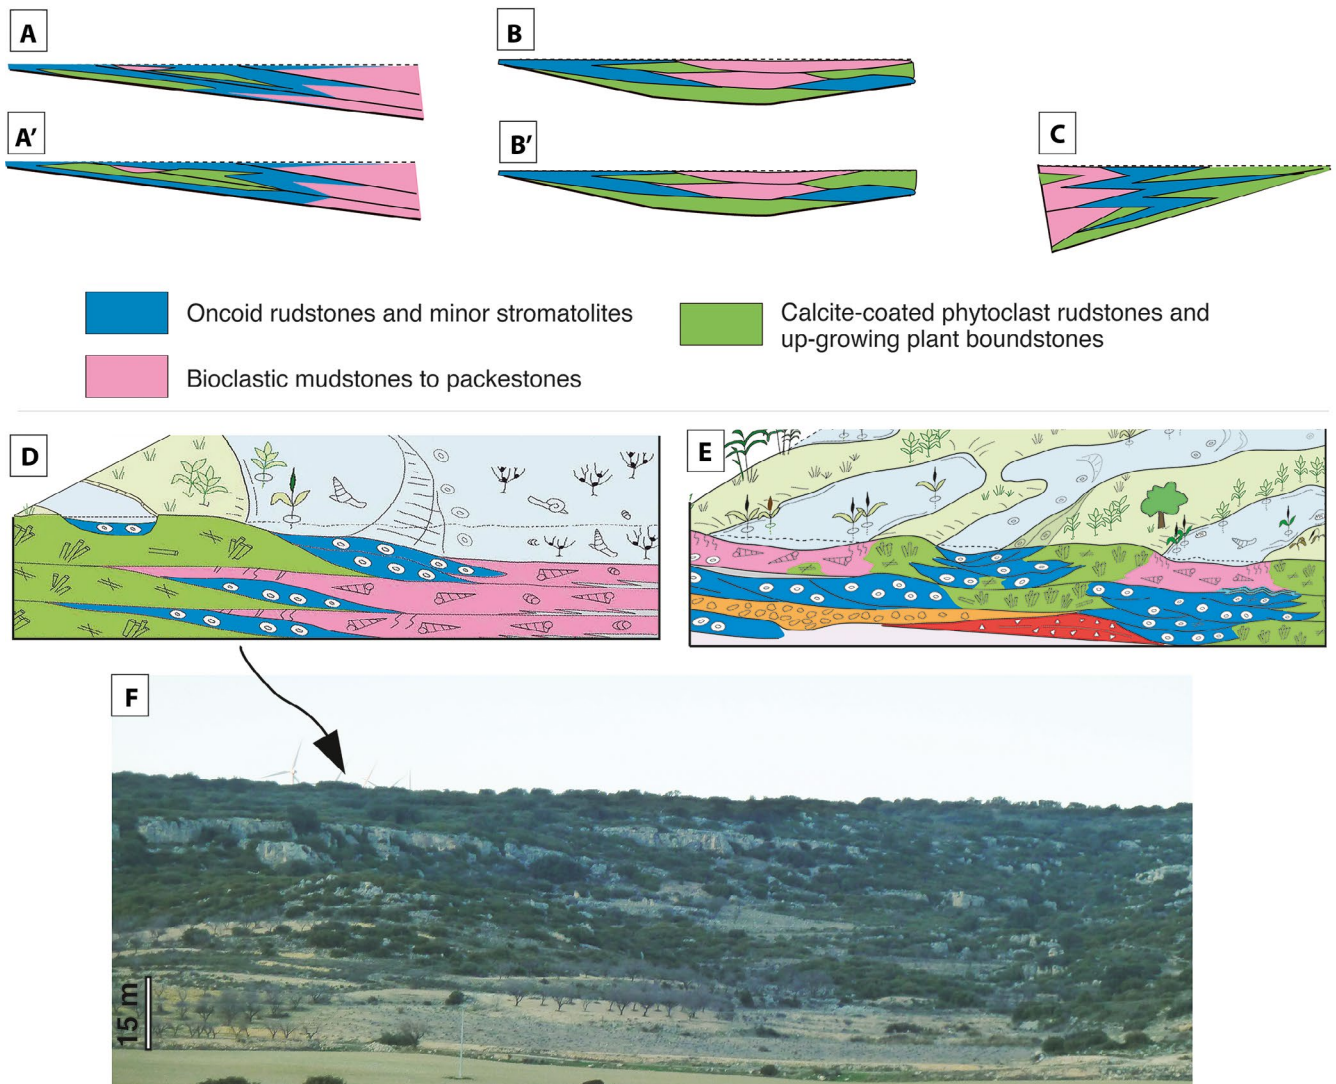 A
B
A'
B'
C
Oncoid rudstones and minor stromatolites
Calcite-coated phytoclast rudstones and
up-growing plant boundstones
Bioclastic mudstones to packestones
D
E
F
15 m